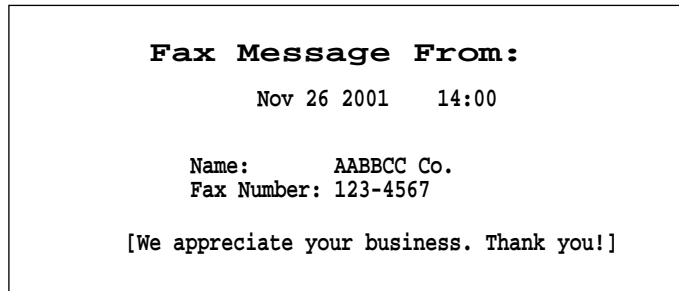 Fax Message From:
Nov 26 2001 14:00
Name: AABBCC Co.
Fax Number: 123-4567
[We appreciate your business. Thank you!]